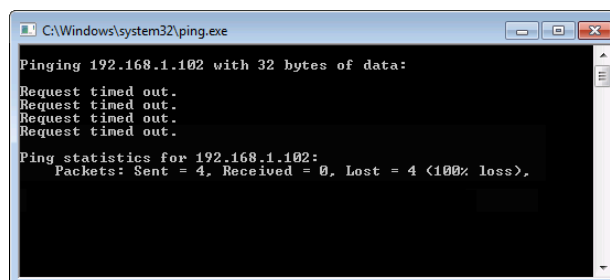 C:\Windows\system32\ping.exe
Pinging 192.168.1.102 with 32 bytes of data:
Request timed out.
Request timed out.
Request timed out.
Request timed out.
Ping statistics for 192.168.1.102:
Packets: Sent = 4, Received = 0, Lost = 4 (100% loss),